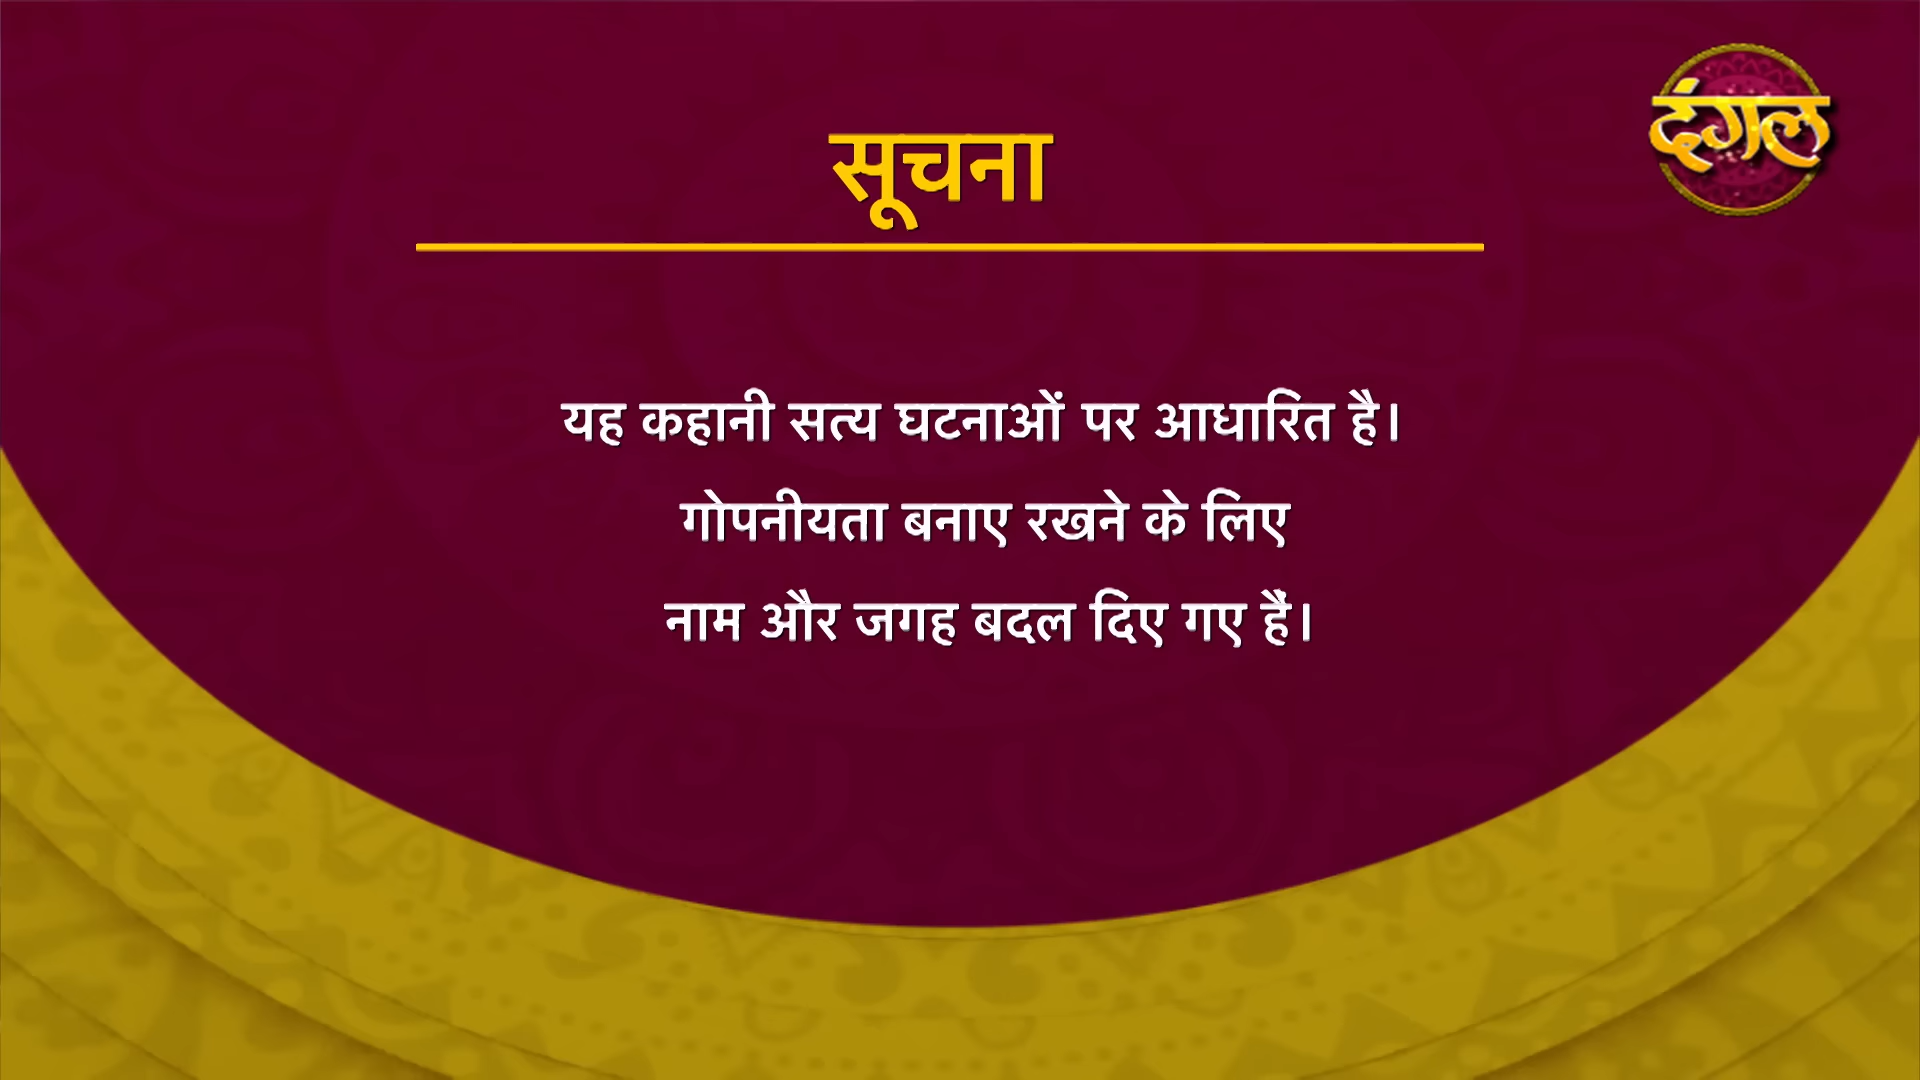 दंगल
सूचना
यह कहानी सत्य घटनाओं पर आधारित है।
गोपनीयता बनाए रखने के लिए
नाम और जगह बदल दिए गए हैं।